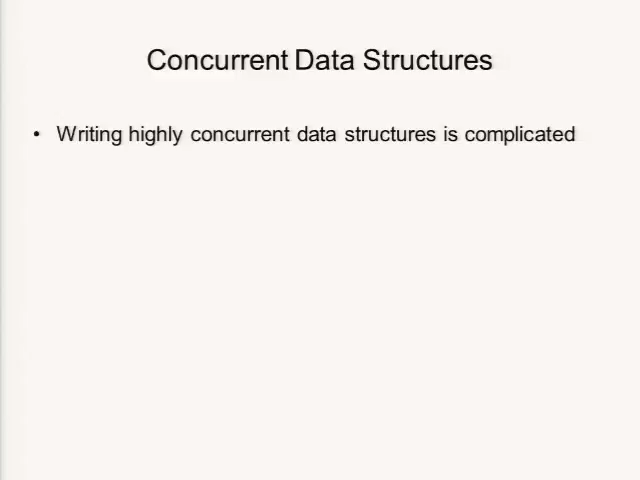 Concurrent Data Structures
• Writing highly concurrent data structures is complicated